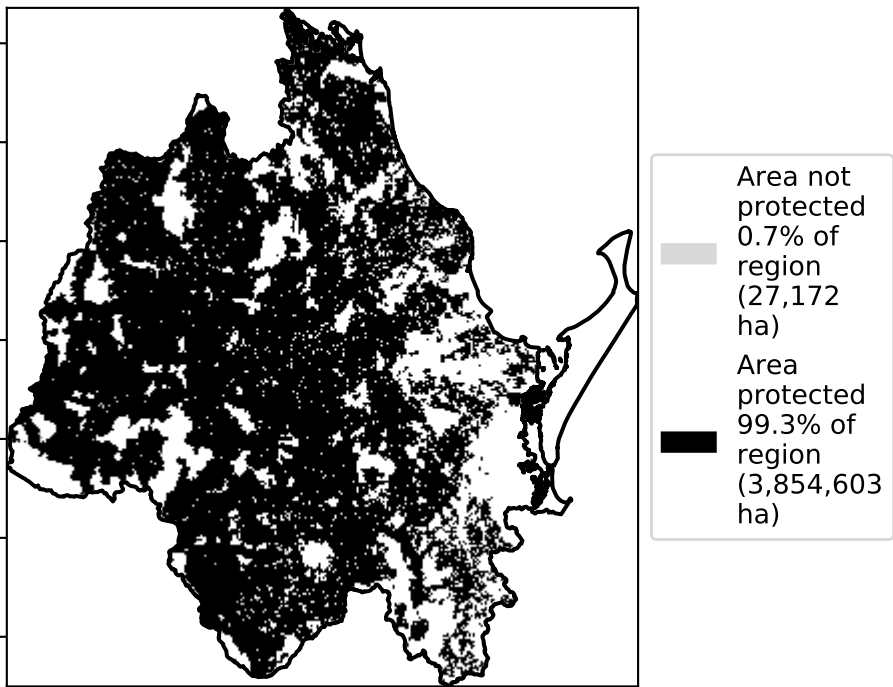 Area not
protected
0.7% of
region
(27,172
ha)
Area
protected
99.3% of
region
(3,854,603
ha)